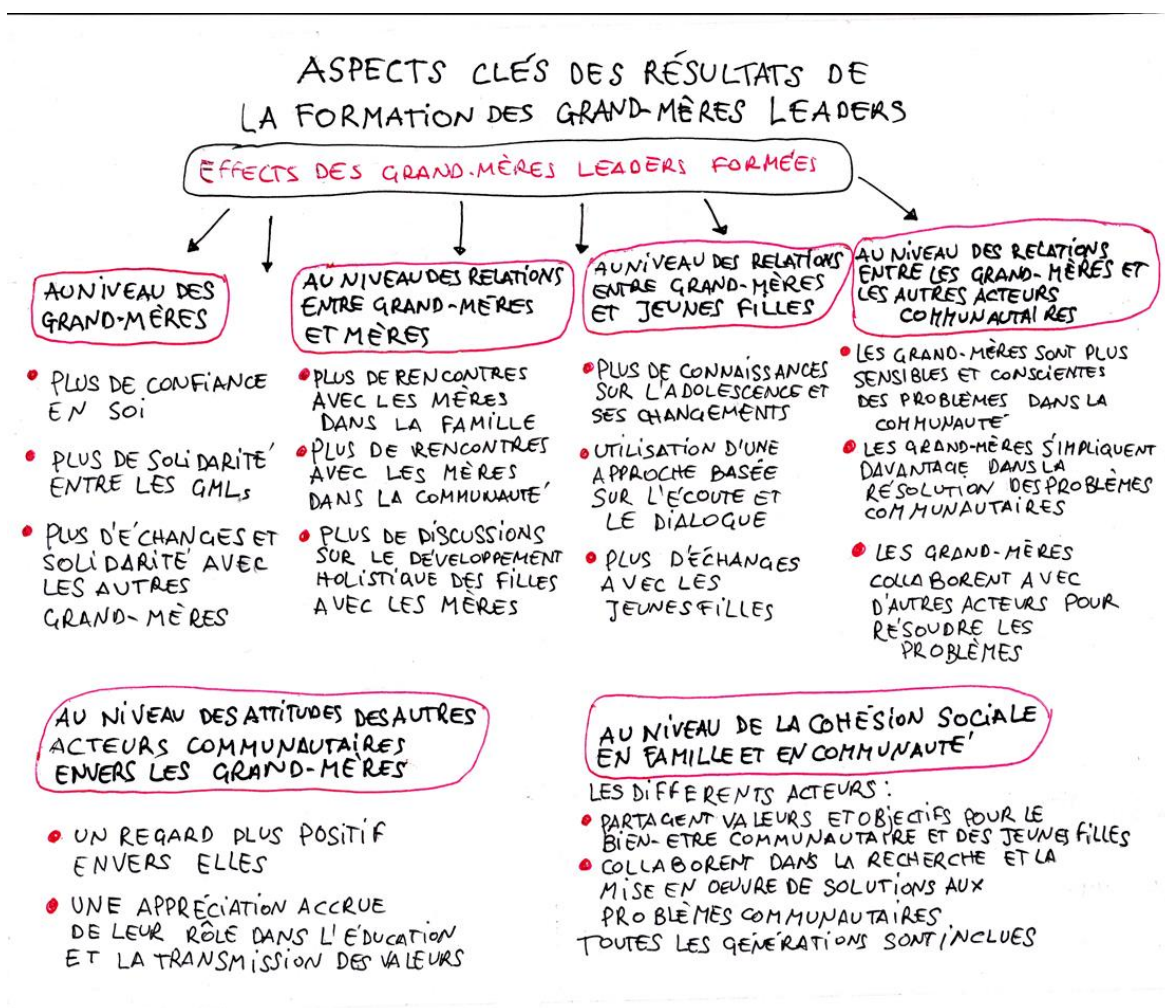 ASPECTS CLÉS DES RÉSULTATS DE
LA FORMATION DES GRAND-MÈRES LEADERS
EFFECTS DES GRAND-MÈRES LEADERS FORMÉES
AU NIVEAU DES
GRAND-MÈRES
• PLUS DE CONFIANCE
EN SOI
• PLUS DE SOLIDARITÉ
ENTRE LES GMLs
• PLUS D'ÉCHANGES ET
SOLIDARITÉ AVEC
LES AUTRES
GRAND-MÈRES
AU NIVEAU DES RELATIONS
ENTRE GRAND-MÈRES
ET MÈRES
• PLUS DE RENCONTRES
AVEC LES MÈRES
DANS LA FAMILLE
• PLUS DE RENCONTRES
AVEC LES MÈRES
DANS LA COMMUNAUTÉ
• PLUS DE DISCUSSIONS
SUR LE DÉVELOPPEMENT
HOLISTIQUE DES FILLES
AVEC LES MÈRES
AU NIVEAU DES RELATIONS
ENTRE GRAND-MÈRES
ET JEUNES FILLES
• PLUS DE CONNAISSANCES
SUR L'ADOLESCENCE ET
SES CHANGEMENTS
• UTILISATION D'UNE
APPROCHE BASÉE
SUR L'ÉCOUTE ET
LE DIALOGUE
• PLUS D'ÉCHANGES
AVEC LES
JEUNES FILLES
AU NIVEAU DES RELATIONS
ENTRE LES GRAND-MÈRES ET
LES AUTRES ACTEURS
COMMUNAUTAIRES
• LES GRAND-MÈRES SONT PLUS
SENSIBLES ET CONSCIENTES
DES PROBLÈMES DANS LA
COMMUNAUTÉ
• LES GRAND-MÈRES S'IMPLIQUENT
DAVANTAGE DANS LA
RÉSOLUTION DES PROBLÈMES
COMMUNAUTAIRES
• LES GRAND-MÈRES
COLLABORENT AVEC
D'AUTRES ACTEURS POUR
RÉSOUDRE LES
PROBLÈMES
AU NIVEAU DES ATTITUDES DES AUTRES
ACTEURS COMMUNAUTAIRES
ENVERS LES GRAND-MÈRES
• UN REGARD PLUS POSITIF
ENVERS ELLES
• UNE APPRÉCIATION ACCRUE
DE LEUR RÔLE DANS L'ÉDUCATION
ET LA TRANSMISSION DES VALEURS
AU NIVEAU DE LA COHÉSION SOCIALE
EN FAMILLE ET EN COMMUNAUTÉ
LES DIFFERENTS ACTEURS:
• PARTAGENT VALEURS ET OBJECTIFS POUR LE
BIEN-ETRE COMMUNAUTAIRE ET DES JEUNES FILLES
• COLLABORENT DANS LA RECHERCHE ET LA
MISE EN OEUVRE DE SOLUTIONS AUX
PROBLÈMES COMMUNAUTAIRES
TOUTES LES GÉNÉRATIONS SONT INCLUES